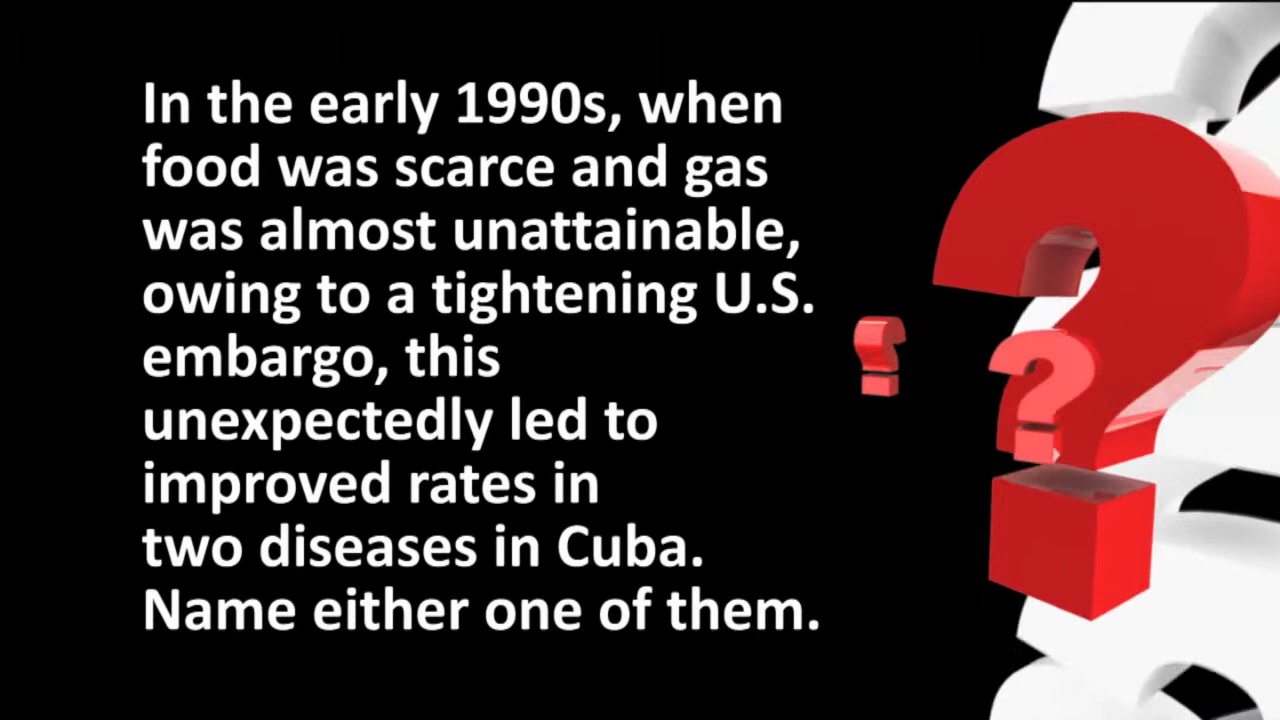 In the early 1990s, when
food was scarce and gas
was almost unattainable,
owing to a tightening U.S.
embargo, this
unexpectedly led to
improved rates in
two diseases in Cuba.
Name either one of them.